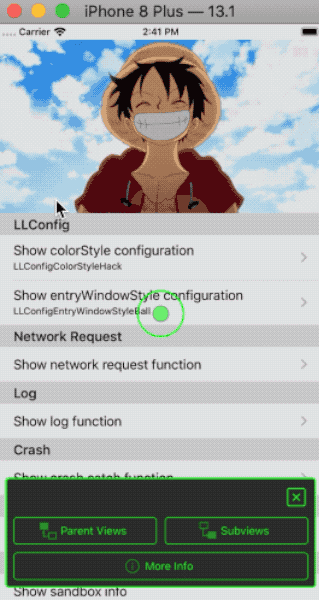 iPhone 8 Plus — 13.1
Carrier 2:41 PM
LLConfig
Show colorStyle configuration
LLConfigColorStyleHack
Show entryWindowStyle configuration
LLConfigEntryWindowStyleBall
Network Request
Show network request function
Log
Show log function
Crash
Show crash catch function
Parent Views Subviews
More Info
Show sandbox info